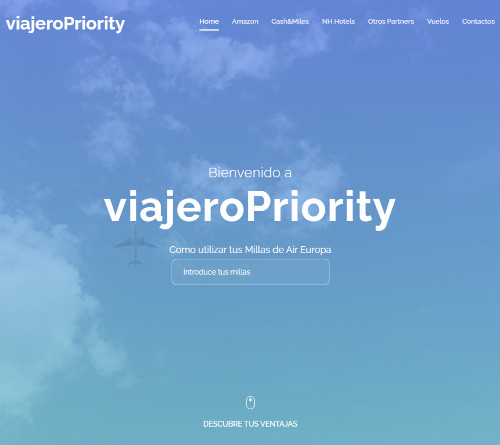 viajeroPriority
Home Amazon Cash&Miles NH Hotels Otros Partners Vuelos Contactos
Bienvenido a
viajeroPriority
Como utilizar tus Millas de Air Europa
Introduce tus millas
DESCUBRE TUS VENTAJAS